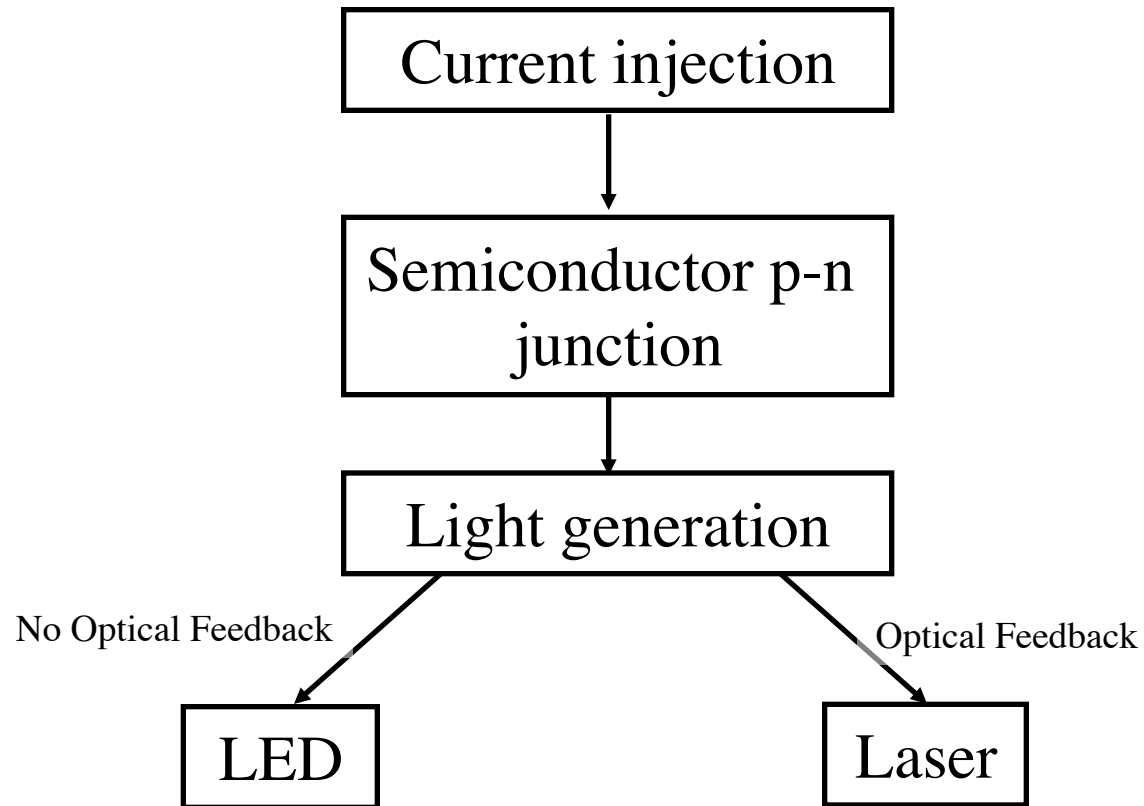 Current injection
Semiconductor p-n
junction
Light generation
No Optical Feedback
Optical Feedback
LED
Laser